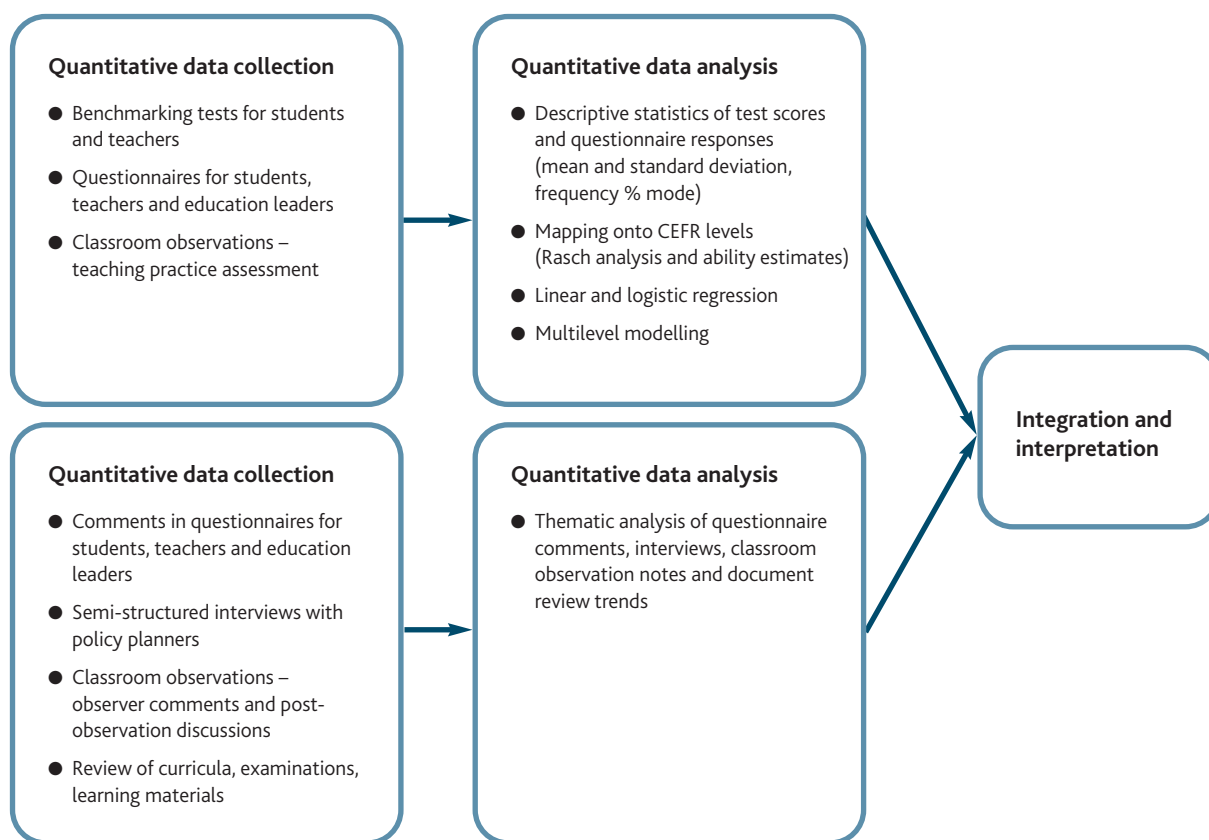 Quantitative data collection
● Benchmarking tests for students
and teachers
● Questionnaires for students,
teachers and education leaders
● Classroom observations –
teaching practice assessment
Quantitative data analysis
● Descriptive statistics of test scores
and questionnaire responses
(mean and standard deviation,
frequency % mode)
● Mapping onto CEFR levels
(Rasch analysis and ability estimates)
● Linear and logistic regression
● Multilevel modelling
Quantitative data collection
● Comments in questionnaires for
students, teachers and education
leaders
● Semi-structured interviews with
policy planners
● Classroom observations –
observer comments and post-
observation discussions
● Review of curricula, examinations,
learning materials
Quantitative data analysis
● Thematic analysis of questionnaire
comments, interviews, classroom
observation notes and document
review trends
Integration and
interpretation